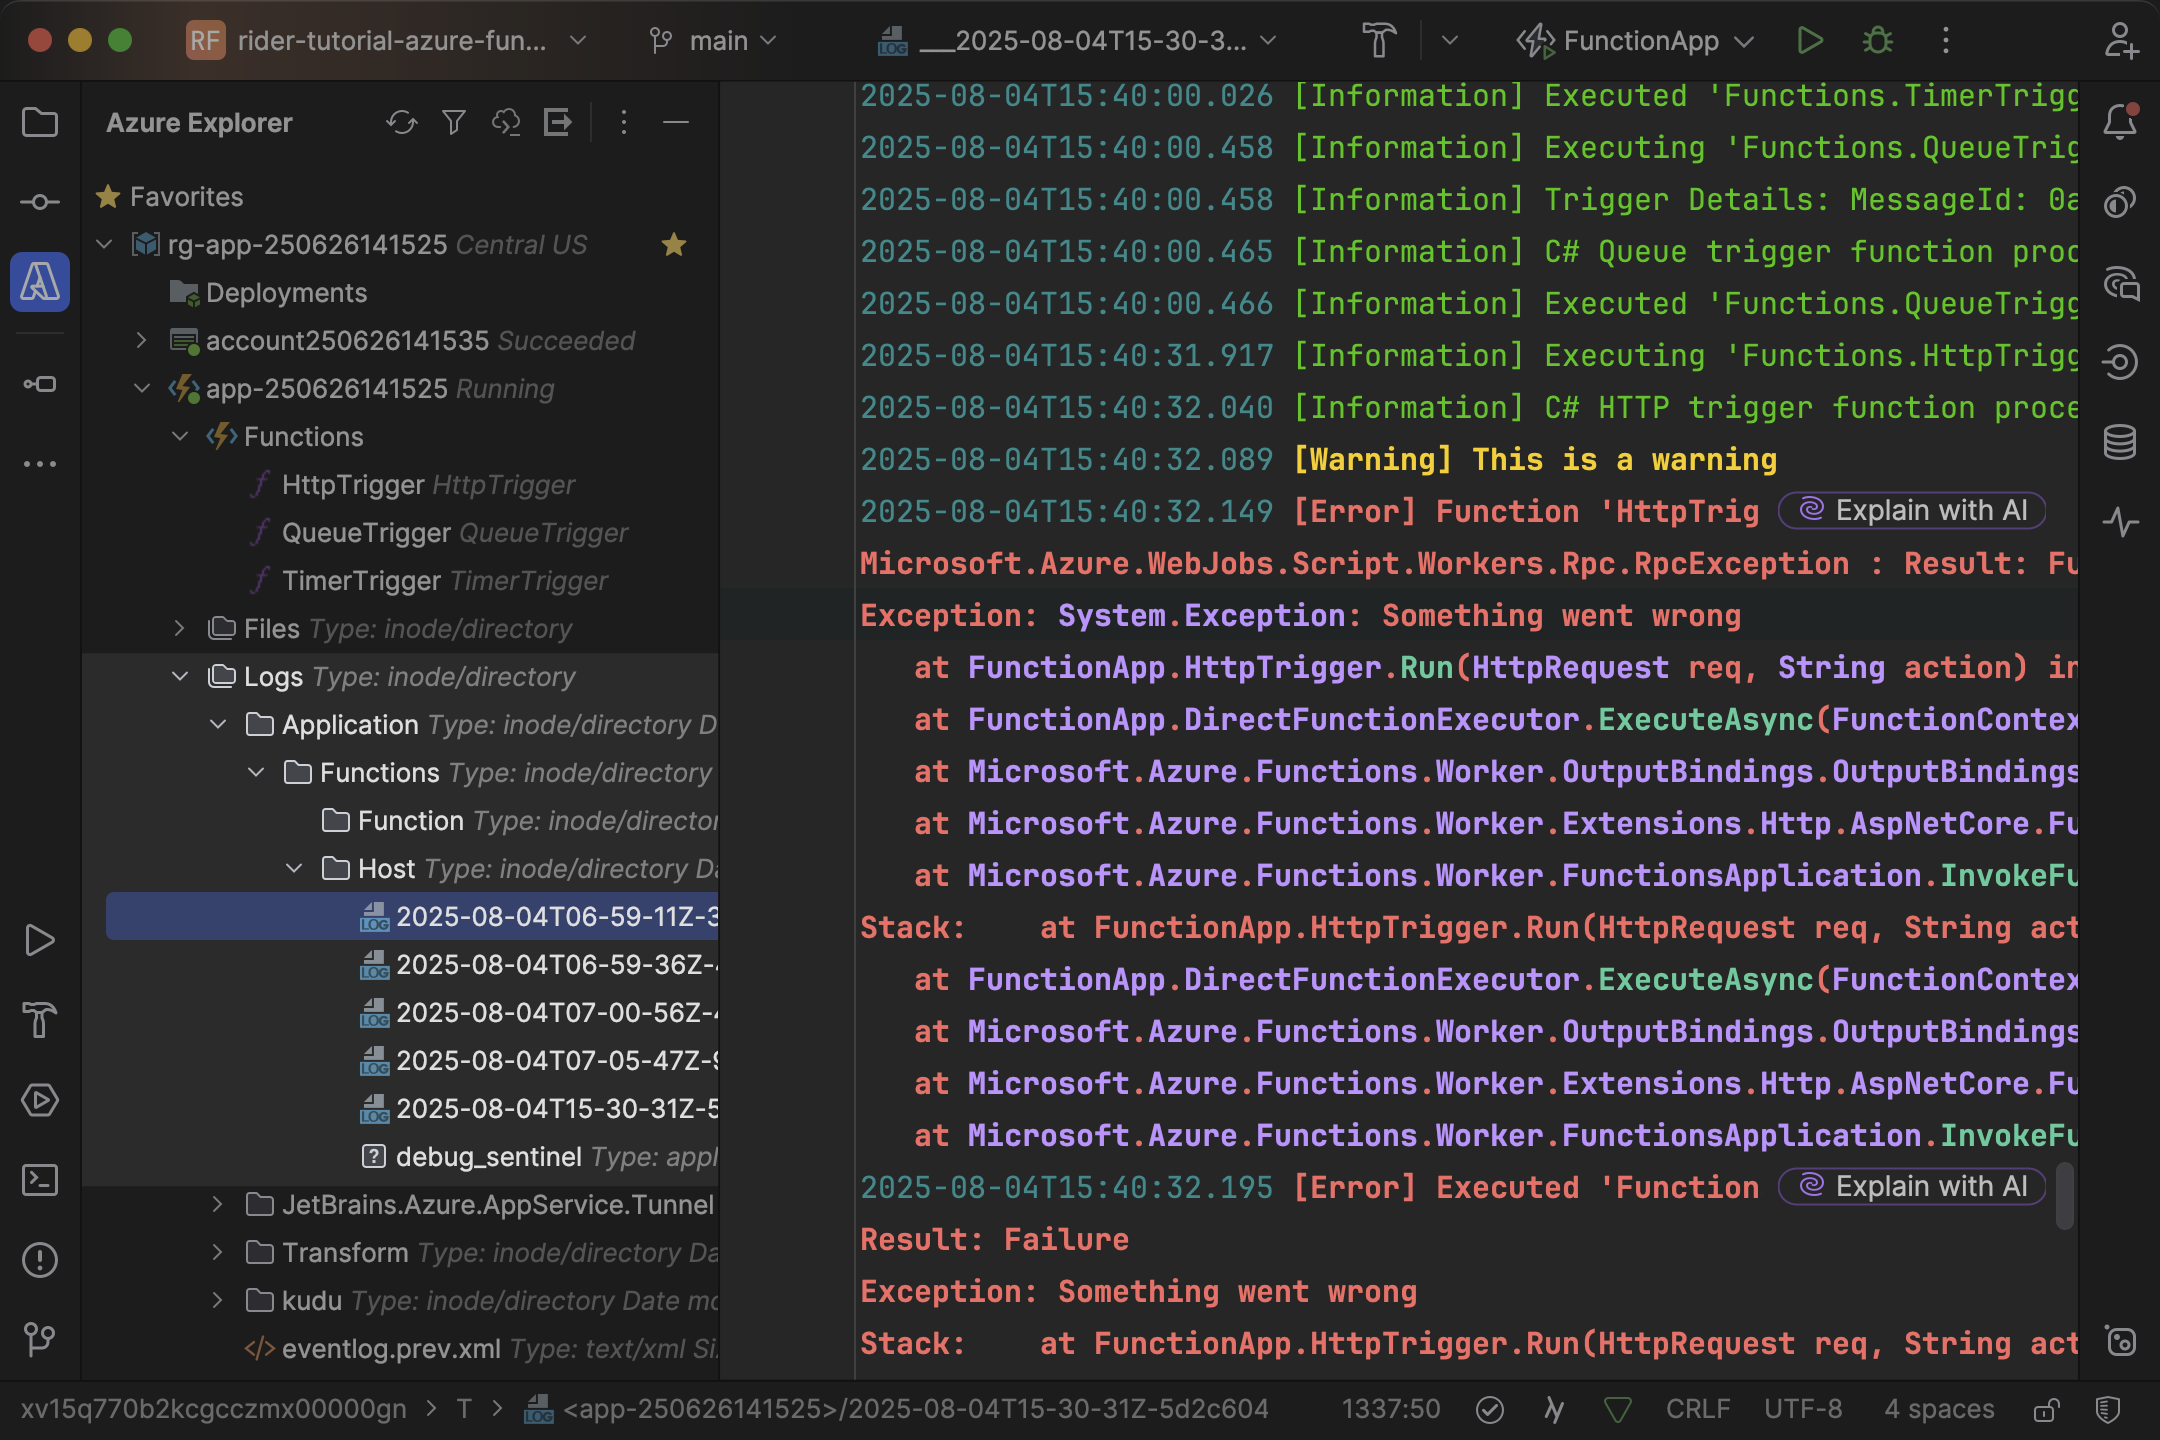 RF rider-tutorial-azure-fun... main LOG ___2025-08-04T15-30-3... FunctionApp
Azure Explorer
Favorites
rg-app-250626141525 Central US
Deployments
account250626141535 Succeeded
app-250626141525 Running
Functions
HttpTrigger HttpTrigger
QueueTrigger QueueTrigger
TimerTrigger TimerTrigger
Files Type: inode/directory
Logs Type: inode/directory
Application Type: inode/directory D
Functions Type: inode/directory
Function Type: inode/director
Host Type: inode/directory Da
LOG 2025-08-04T06-59-11Z-3
LOG 2025-08-04T06-59-36Z-4
LOG 2025-08-04T07-00-56Z-4
LOG 2025-08-04T07-05-47Z-9
LOG 2025-08-04T15-30-31Z-5
debug_sentinel Type: appl
JetBrains.Azure.AppService.Tunnel
Transform Type: inode/directory Da
kudu Type: inode/directory Date mo
eventlog.prev.xml Type: text/xml Si
2025-08-04T15:40:00.026 [Information] Executed 'Functions.TimerTrigg
2025-08-04T15:40:00.458 [Information] Executing 'Functions.QueueTrig
2025-08-04T15:40:00.458 [Information] Trigger Details: MessageId: 0a
2025-08-04T15:40:00.465 [Information] C# Queue trigger function proc
2025-08-04T15:40:00.466 [Information] Executed 'Functions.QueueTrigg
2025-08-04T15:40:31.917 [Information] Executing 'Functions.HttpTrigg
2025-08-04T15:40:32.040 [Information] C# HTTP trigger function proce
2025-08-04T15:40:32.089 [Warning] This is a warning
2025-08-04T15:40:32.149 [Error] Function 'HttpTrig Explain with AI
Microsoft.Azure.WebJobs.Script.Workers.Rpc.RpcException : Result: Fu
Exception: System.Exception: Something went wrong
at FunctionApp.HttpTrigger.Run(HttpRequest req, String action) in
at FunctionApp.DirectFunctionExecutor.ExecuteAsync(FunctionContex
at Microsoft.Azure.Functions.Worker.OutputBindings.OutputBindings
at Microsoft.Azure.Functions.Worker.Extensions.Http.AspNetCore.Fu
at Microsoft.Azure.Functions.Worker.FunctionsApplication.InvokeFu
Stack: at FunctionApp.HttpTrigger.Run(HttpRequest req, String act
at FunctionApp.DirectFunctionExecutor.ExecuteAsync(FunctionContex
at Microsoft.Azure.Functions.Worker.OutputBindings.OutputBindings
at Microsoft.Azure.Functions.Worker.Extensions.Http.AspNetCore.Fu
at Microsoft.Azure.Functions.Worker.FunctionsApplication.InvokeFu
2025-08-04T15:40:32.195 [Error] Executed 'Function Explain with AI
Result: Failure
Exception: Something went wrong
Stack: at FunctionApp.HttpTrigger.Run(HttpRequest req, String act
xv15q770b2kcgcczmx00000gn > T > LOG <app-250626141525>/2025-08-04T15-30-31Z-5d2c604 1337:50 CRLF UTF-8 4 spaces